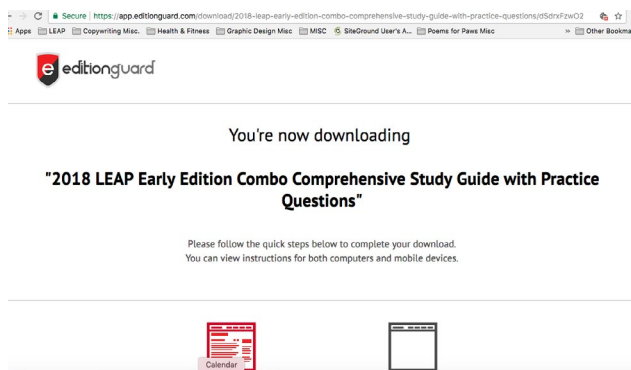 Secure | https://app.editionguard.com/download/2018-leap-early-edition-combo-comprehensive-study-guide-with-practice-questions/dSdrxFzwO2
Apps LEAP Copywriting Misc. Health & Fitness Graphic Design Misc MISC SiteGround User's A... Poems for Paws Misc » Other Bookma
e editionguard
You're now downloading
"2018 LEAP Early Edition Combo Comprehensive Study Guide with Practice
Questions"
Please follow the quick steps below to complete your download.
You can view instructions for both computers and mobile devices.
Calendar